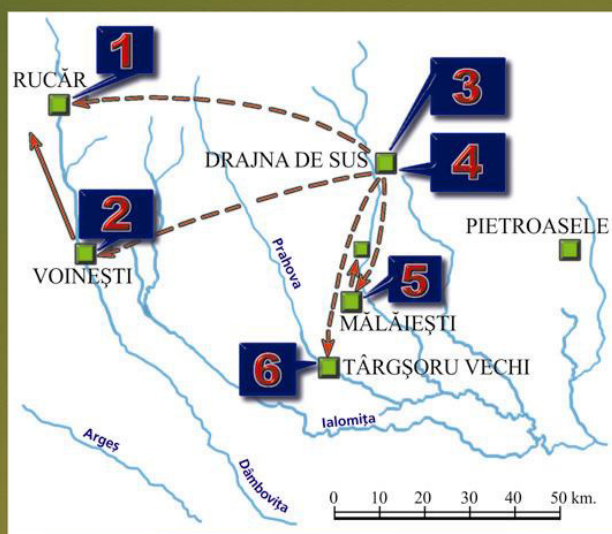 1
RUCĂR
3
DRAJNA DE SUS
4
2
PIETROASELE
VOINEȘTI
Prahova
5
MĂLĂIEȘTI
6
TÂRGȘORU VECHI
Ialomița
Argeș
Dâmbovița
0 10 20 30 40 50 km.